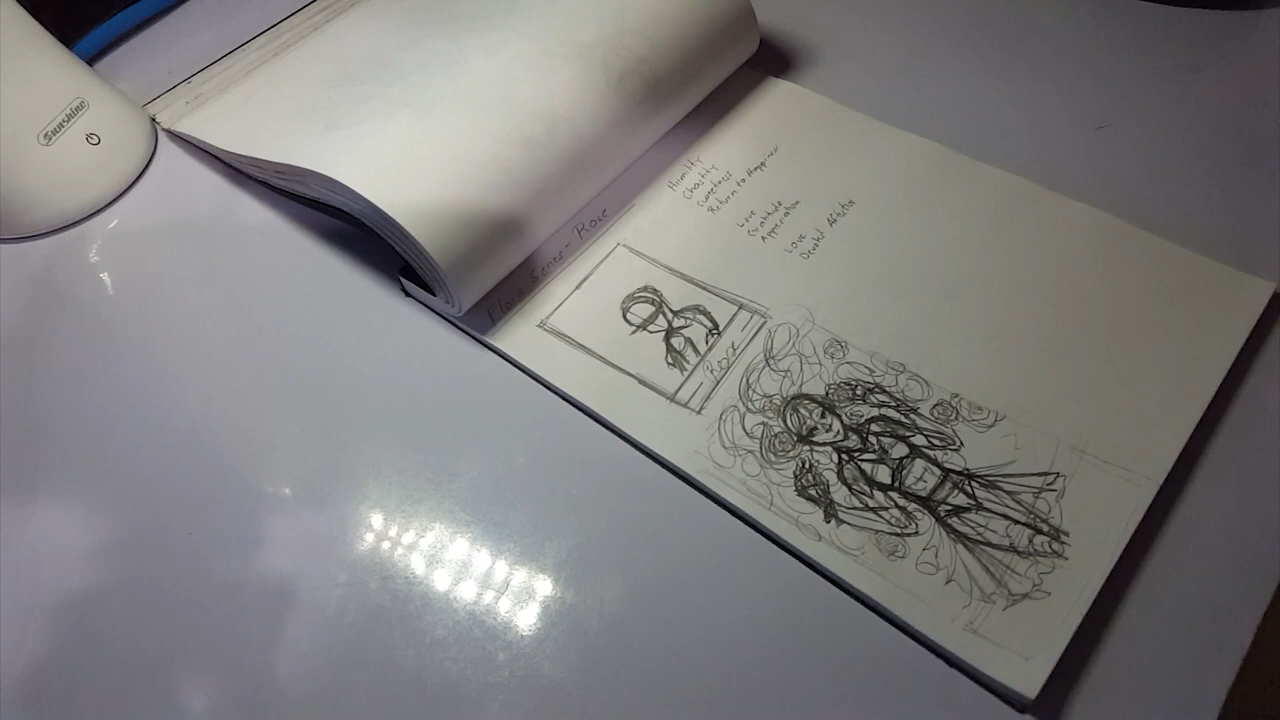 Sunshine
Flower Series - Rose
Humility
Chastity
Sweetness
Return to Happiness
Love
Gratitude
Appreciation
Love
Devoted Affection
Rose